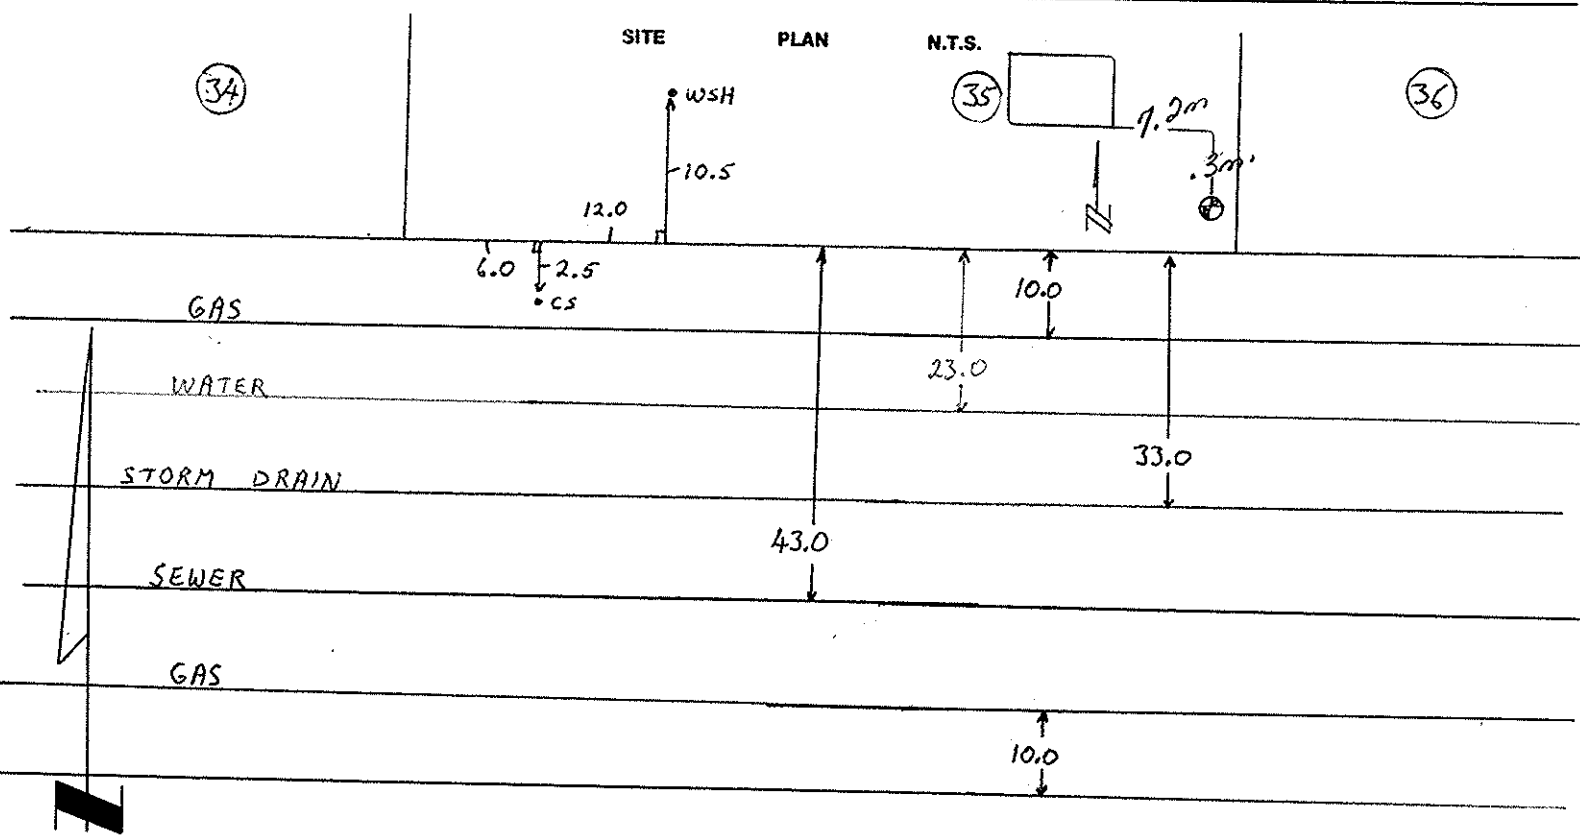 SITE PLAN N.T.S.
34
WSH
35
36
7.2m
10.5
.3m
12.0
6.0
2.5
CS
10.0
GAS
23.0
WATER
33.0
STORM DRAIN
43.0
SEWER
GAS
10.0